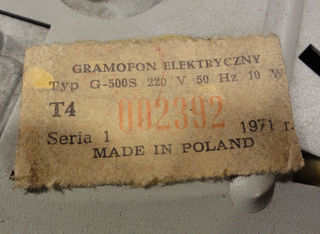 GRAMOFON ELEKTRYCZNY
Typ G-500S 220 V 50 Hz 10 W
T4 002392
Seria 1 1971 r.
MADE IN POLAND